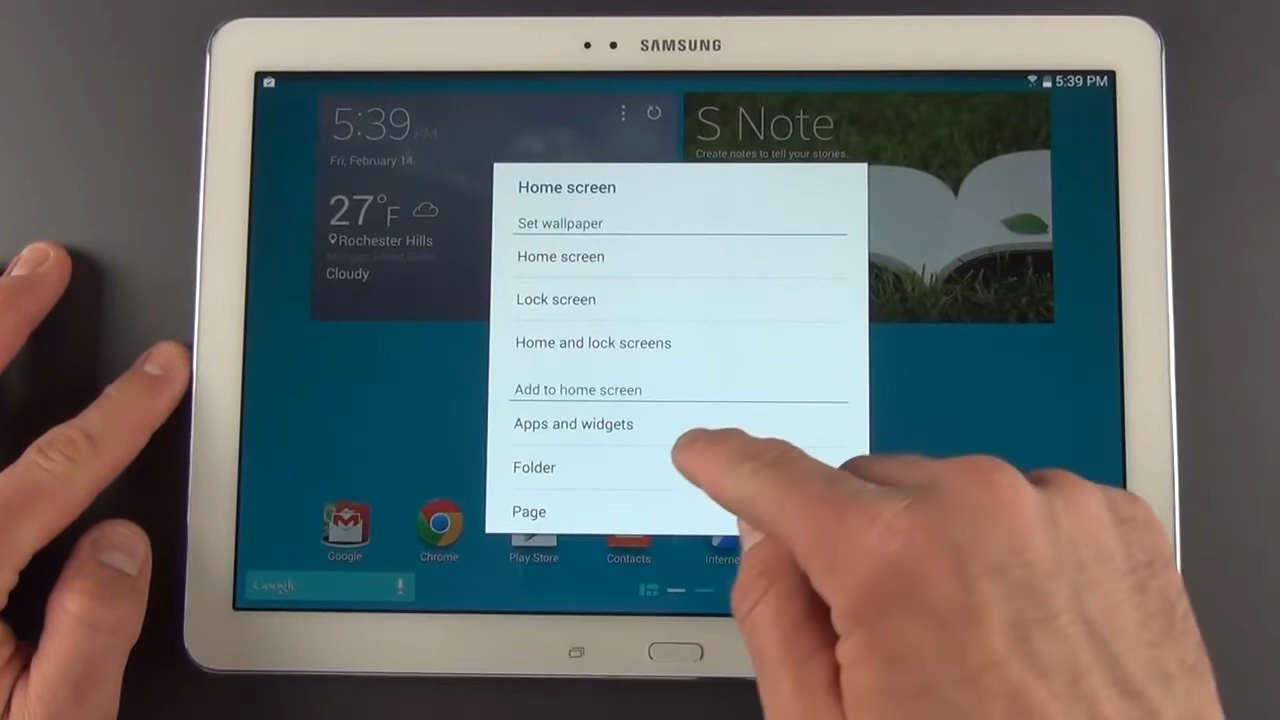 SAMSUNG
5:39 PM
5:39 PM
Fri, February 14
27°F
Rochester Hills
Cloudy
S Note
Create notes to tell your stories.
Home screen
Set wallpaper
Home screen
Lock screen
Home and lock screens
Add to home screen
Apps and widgets
Folder
Page
Google
Chrome
Play Store
Contacts
Interne
Google